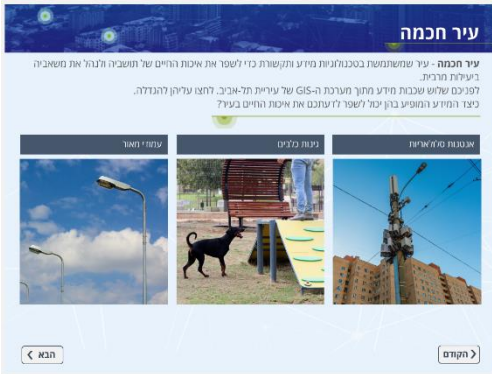 עיר חכמה
עיר חכמה - עיר שמשתמשת בטכנולוגיות מידע ותקשורת כדי לשפר את איכות החיים של תושביה ולנהל את משאביה
ביעילות מרבית.
לפניכם שלוש שכבות מידע מתוך מערכת ה-GIS של עיריית תל-אביב. לחצו עליהן להגדלה.
כיצד המידע המופיע בהן יכול לשפר לדעתכם את איכות החיים בעיר?
אנטנות סלולאריות
גינות כלבים
עמודי מאור
הקודם
הבא